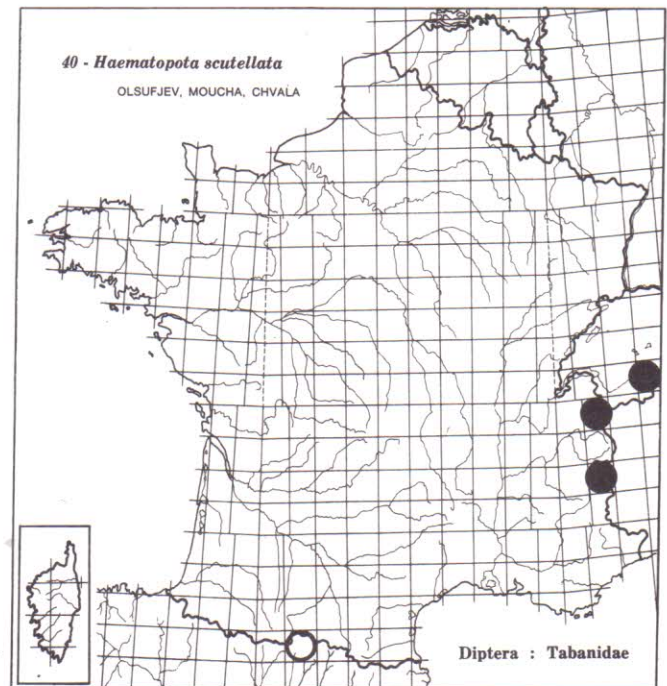 40 - Haematopota scutellata
OLSUFJEV, MOUCHA, CHVALA
Diptera : Tabanidae